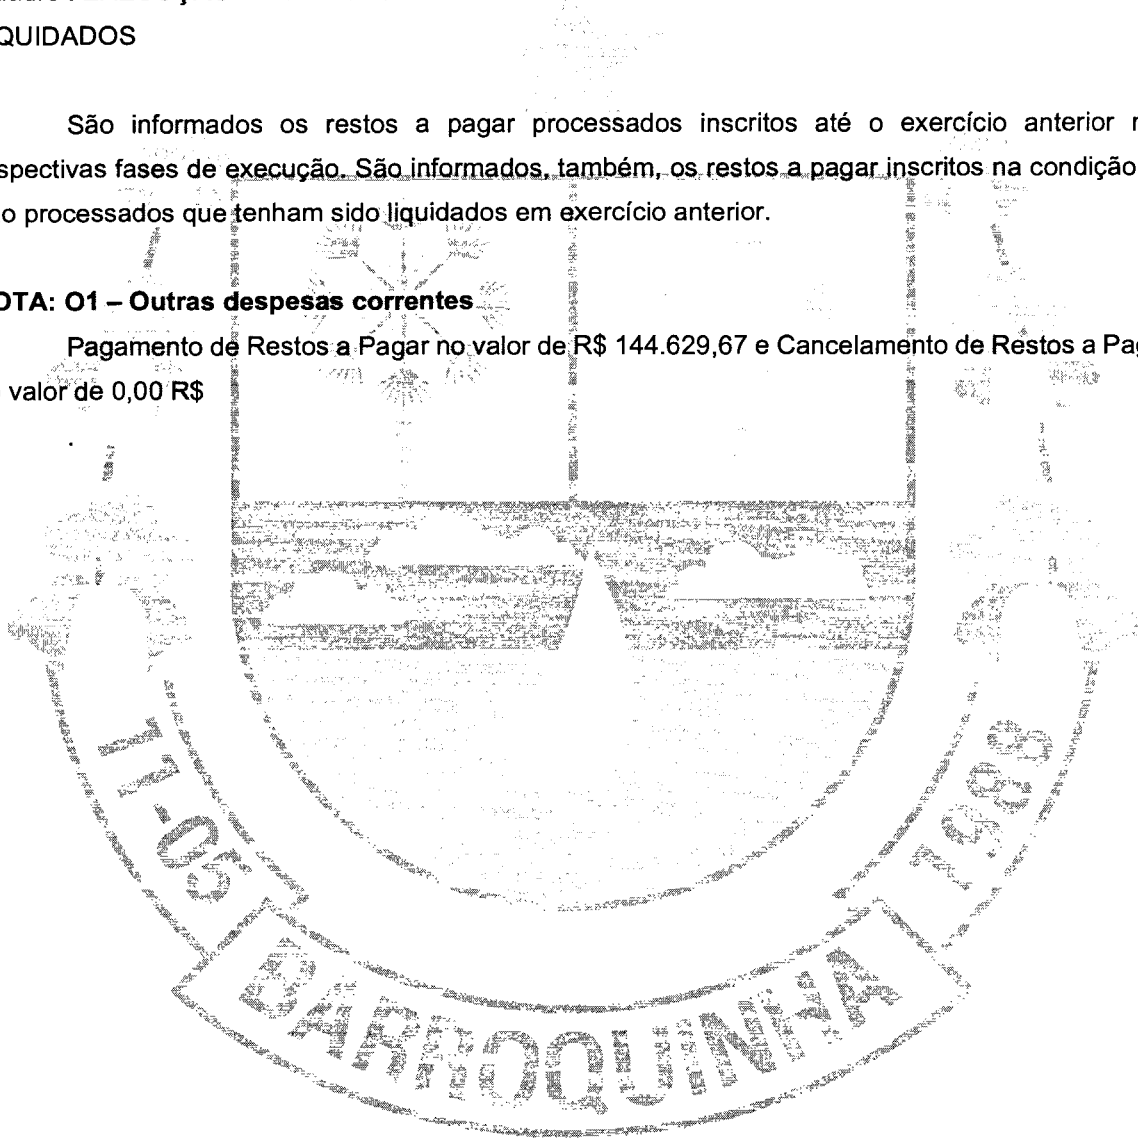 QUIDADOS
São informados os restos a pagar processados inscritos até o exercício anterior
spectivas fases de execução. São informados, também, os restos a pagar inscritos na condição
o processados que tenham sido liquidados em exercício anterior.
OTA: O1 – Outras despesas correntes
Pagamento de Restos a Pagar no valor de R$ 144.629,67 e Cancelamento de Restos a Pag
valor de 0,00 R$
.
11-05
1988
BARROQUINHA